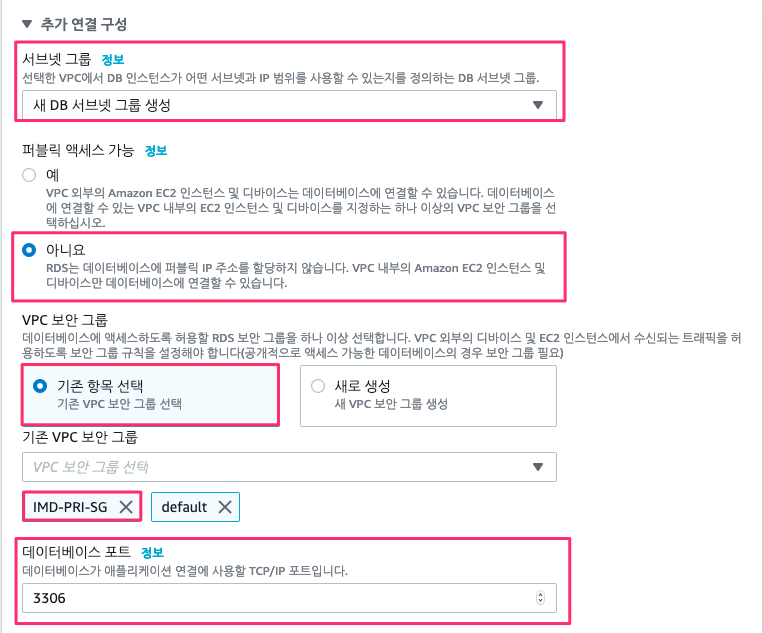 추가 연결 구성
서브넷 그룹 정보
선택한 VPC에서 DB 인스턴스가 어떤 서브넷과 IP 범위를 사용할 수 있는지를 정의하는 DB 서브넷 그룹.
새 DB 서브넷 그룹 생성
퍼블릭 액세스 가능 정보
예
VPC 외부의 Amazon EC2 인스턴스 및 디바이스는 데이터베이스에 연결할 수 있습니다. 데이터베이스
에 연결할 수 있는 VPC 내부의 EC2 인스턴스 및 디바이스를 지정하는 하나 이상의 VPC 보안 그룹을 선
택하십시오.
아니요
RDS는 데이터베이스에 퍼블릭 IP 주소를 할당하지 않습니다. VPC 내부의 Amazon EC2 인스턴스 및
디바이스만 데이터베이스에 연결할 수 있습니다.
VPC 보안 그룹
데이터베이스에 액세스하도록 허용할 RDS 보안 그룹을 하나 이상 선택합니다. VPC 외부의 디바이스 및 EC2 인스턴스에서 수신되는 트래픽을 허
용하도록 보안 그룹 규칙을 설정해야 합니다(공개적으로 액세스 가능한 데이터베이스의 경우 보안 그룹 필요)
기존 항목 선택
기존 VPC 보안 그룹 선택
새로 생성
새 VPC 보안 그룹 생성
기존 VPC 보안 그룹
VPC 보안 그룹 선택
IMD-PRI-SG
default
데이터베이스 포트 정보
데이터베이스가 애플리케이션 연결에 사용할 TCP/IP 포트입니다.
3306